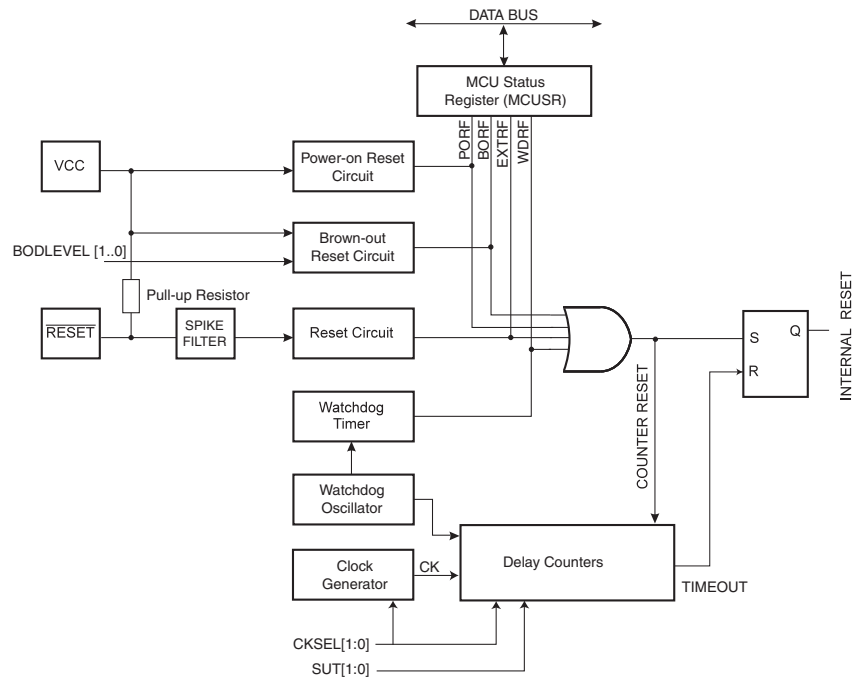 DATA BUS
MCU Status
Register (MCUSR)
PORF
BORF
EXTRF
WDRF
VCC
Power-on Reset
Circuit
BODLEVEL [1..0]
Brown-out
Reset Circuit
Pull-up Resistor
RESET
SPIKE
FILTER
Reset Circuit
S
Q
R
INTERNAL RESET
Watchdog
Timer
COUNTER RESET
Watchdog
Oscillator
Clock
Generator
CK
Delay Counters
TIMEOUT
CKSEL[1:0]
SUT[1:0]